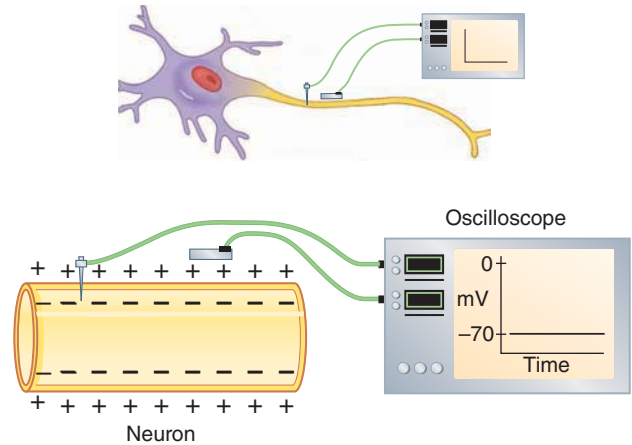 Oscilloscope
0
mV
–70
Time
+ + + + + + + + +
– – – – – – – – –
– – – – – – – – –
+ + + + + + + + +
Neuron